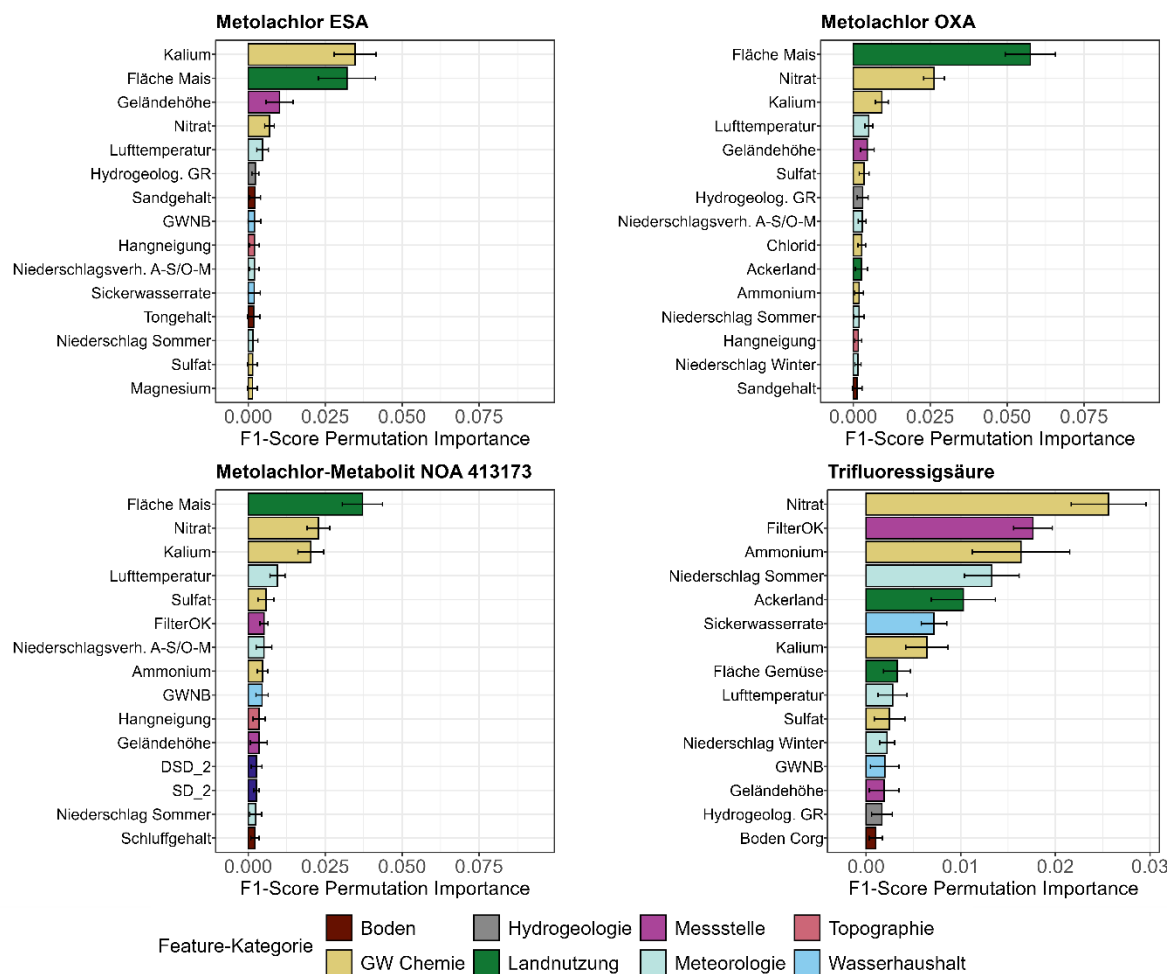 Metolachlor ESA
Kalium
Fläche Mais
Geländehöhe
Nitrat
Lufttemperatur
Hydrogeolog. GR
Sandgehalt
GWNB
Hangneigung
Niederschlagsverh. A-S/O-M
Sickerwasserrate
Tongehalt
Niederschlag Sommer
Sulfat
Magnesium
0.000 0.025 0.050 0.075
F1-Score Permutation Importance
Metolachlor OXA
Fläche Mais
Nitrat
Kalium
Lufttemperatur
Geländehöhe
Sulfat
Hydrogeolog. GR
Niederschlagsverh. A-S/O-M
Chlorid
Ackerland
Ammonium
Niederschlag Sommer
Hangneigung
Niederschlag Winter
Sandgehalt
0.000 0.025 0.050 0.075
F1-Score Permutation Importance
Metolachlor-Metabolit NOA 413173
Fläche Mais
Nitrat
Kalium
Lufttemperatur
Sulfat
FilterOK
Niederschlagsverh. A-S/O-M
Ammonium
GWNB
Hangneigung
Geländehöhe
DSD_2
SD_2
Niederschlag Sommer
Schluffgehalt
0.000 0.025 0.050 0.075
F1-Score Permutation Importance
Trifluoressigsäure
Nitrat
FilterOK
Ammonium
Niederschlag Sommer
Ackerland
Sickerwasserrate
Kalium
Fläche Gemüse
Lufttemperatur
Sulfat
Niederschlag Winter
GWNB
Geländehöhe
Hydrogeolog. GR
Boden Corg
0.00 0.01 0.02 0.03
F1-Score Permutation Importance
Feature-Kategorie
Boden Hydrogeologie Messstelle Topographie
GW Chemie Landnutzung Meteorologie Wasserhaushalt